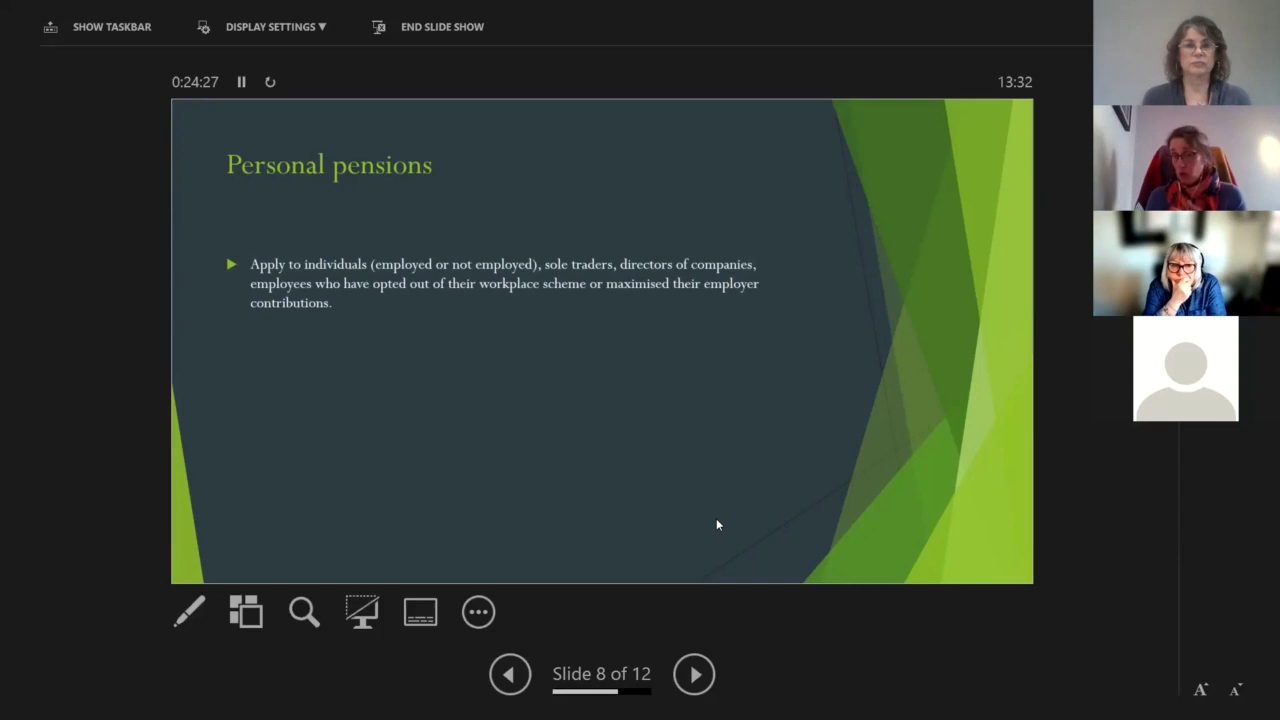 SHOW TASKBAR
DISPLAY SETTINGS ▼
END SLIDE SHOW
0:24:27
13:32
Personal pensions
Apply to individuals (employed or not employed), sole traders, directors of companies,
employees who have opted out of their workplace scheme or maximised their employer
contributions.
Slide 8 of 12
A
A